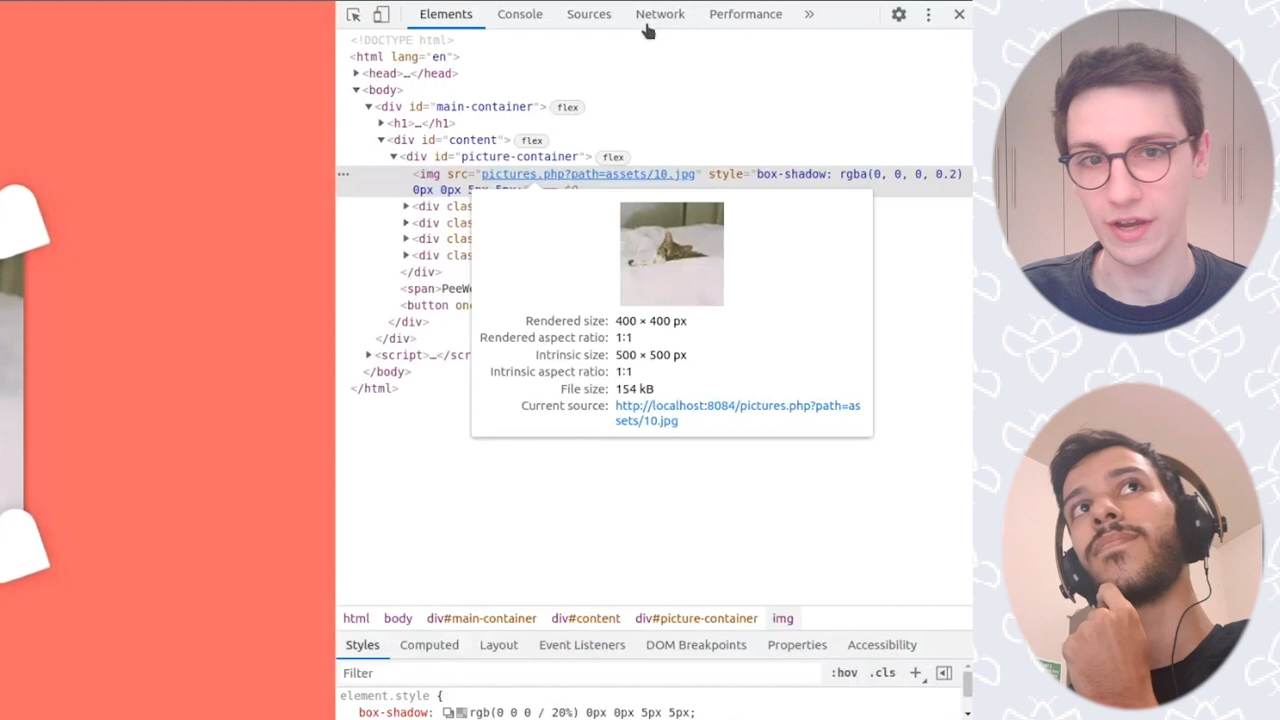 Elements Console Sources Network Performance »
<!DOCTYPE html>
<html lang="en">
<head>…</head>
<body>
<div id="main-container"> flex
<h1>…</h1>
<div id="content"> flex
<div id="picture-container"> flex
<img src="pictures.php?path=assets/10.jpg" style="box-shadow: rgba(0, 0, 0, 0.2)
0px 0px 5px 5px;" == $0
<div clas
<div clas
<div clas
<div clas
</div>
<span>PeeW
<button on
</div>
</div>
<script>…</scr
</body>
</html>
Rendered size: 400 × 400 px
Rendered aspect ratio: 1:1
Intrinsic size: 500 × 500 px
Intrinsic aspect ratio: 1:1
File size: 154 kB
Current source: http://localhost:8084/pictures.php?path=as
sets/10.jpg
html body div#main-container div#content div#picture-container img
Styles Computed Layout Event Listeners DOM Breakpoints Properties Accessibility
Filter :hov .cls +
element.style {
box-shadow: rgb(0 0 0 / 20%) 0px 0px 5px 5px;